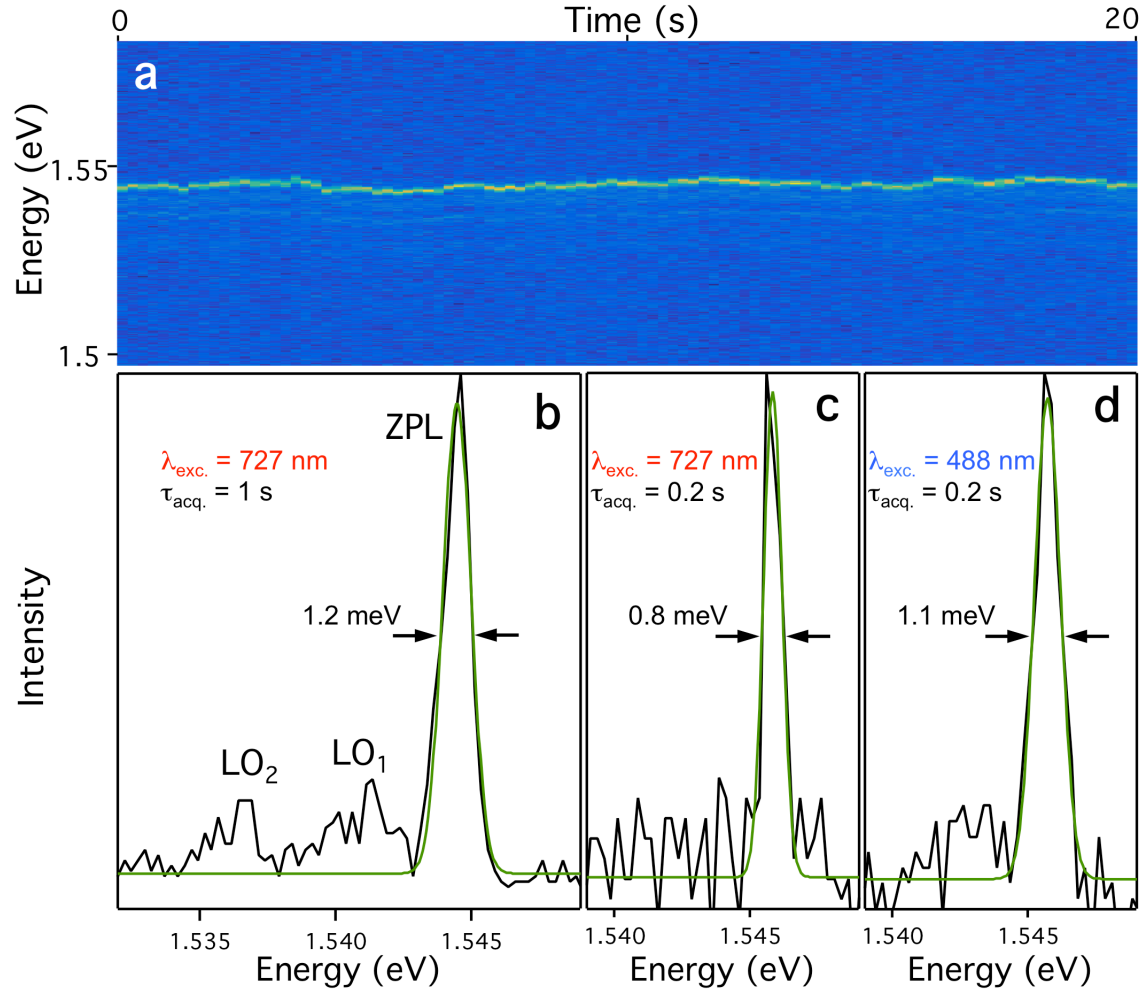 0 Time (s) 20
a
Energy (eV)
1.55
1.5
b
ZPL
λexc. = 727 nm
τacq. = 1 s
1.2 meV
LO2
LO1
c
λexc. = 727 nm
τacq. = 0.2 s
0.8 meV
d
λexc. = 488 nm
τacq. = 0.2 s
1.1 meV
Intensity
1.535 1.540 1.545
Energy (eV)
1.540 1.545
Energy (eV)
1.540 1.545
Energy (eV)